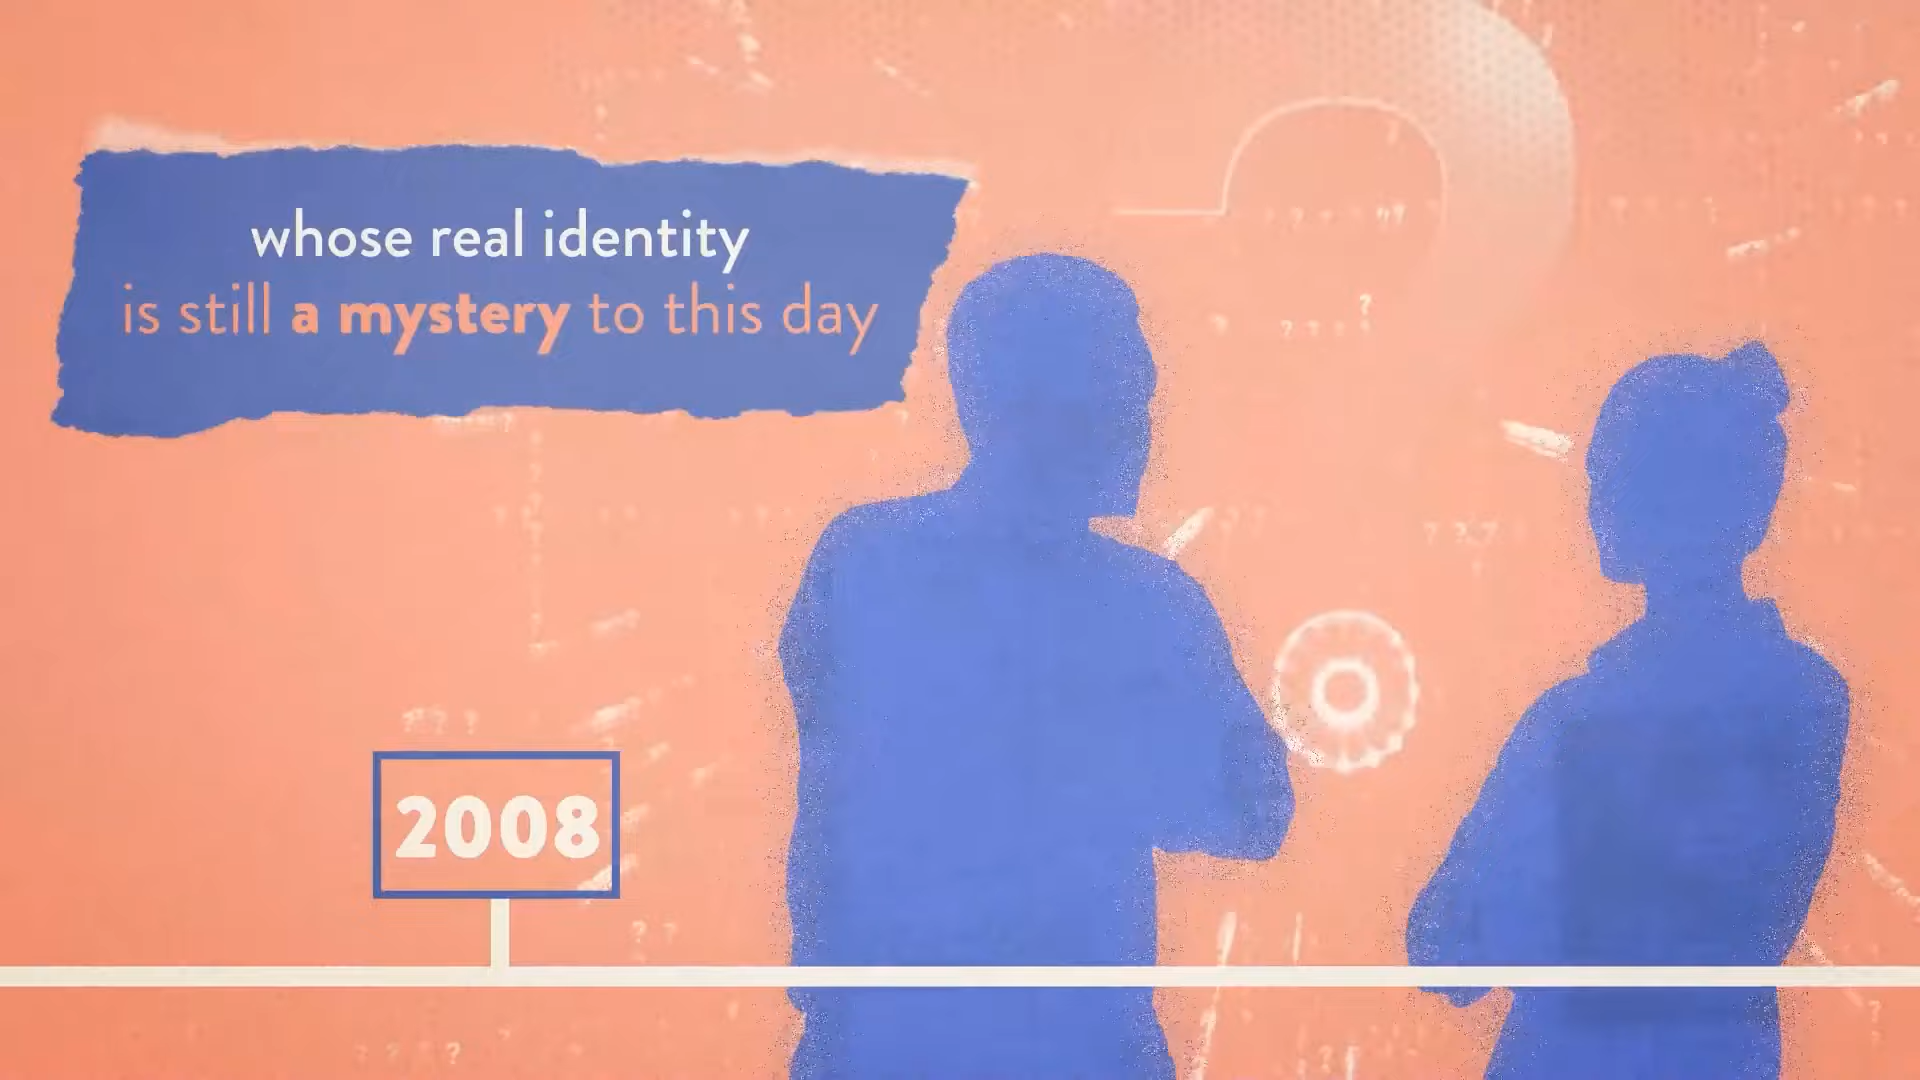 whose real identity
is still a mystery to this day
2008